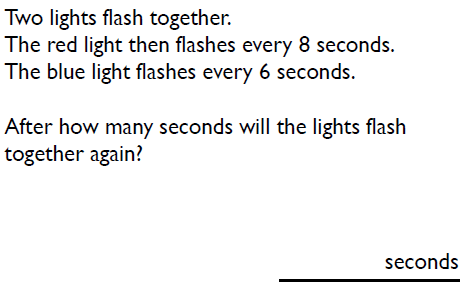 Two lights flash together.
The red light then flashes every 8 seconds.
The blue light flashes every 6 seconds.
After how many seconds will the lights flash
together again?
seconds